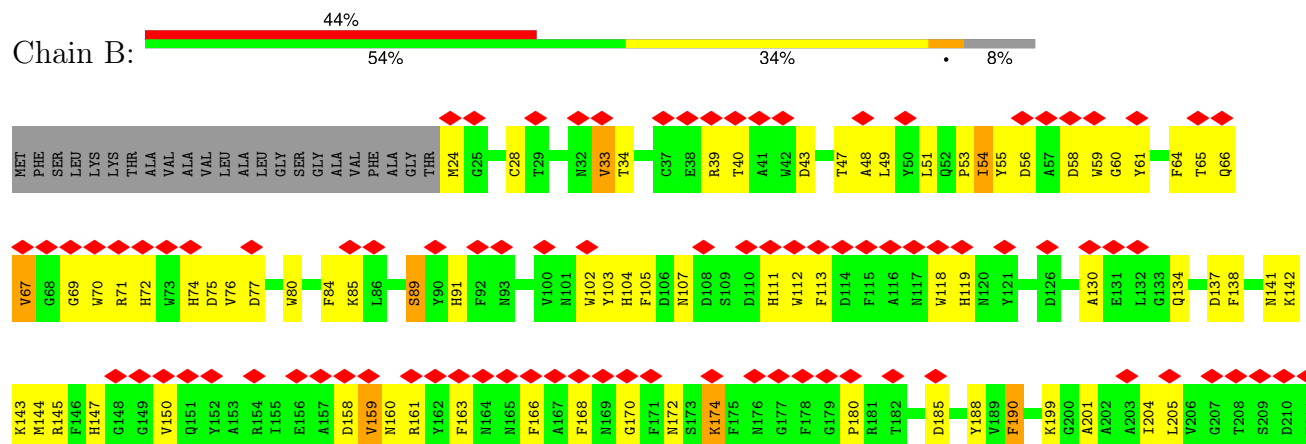 44%
Chain B:
54% 34% • 8%
MET PHE SER LEU LYS LYS THR ALA VAL ALA VAL LEU ALA LEU GLY SER GLY ALA VAL PHE ALA GLY THR M24 G25 C28 T29 N32 V33 T34 C37 E38 R39 T40 A41 W42 D43 T47 A48 L49 Y50 L51 Q52 P53 I54 Y55 D56 A57 D58 W59 G60 Y61 F64 T65 Q66
V67 G68 G69 W70 R71 H72 W73 H74 D75 V76 D77 W80 F84 K85 L86 S89 Y90 H91 F92 N93 V100 N101 W102 Y103 H104 F105 D106 N107 D108 S109 D110 H111 W112 F113 D114 F115 A116 N117 W118 H119 N120 Y121 D126 A130 E131 L132 G133 Q134 D137 F138 N141 K142
K143 M144 R145 F146 H147 G148 G149 V150 Q151 Y152 A153 R154 I155 E156 A157 D158 V159 N160 R161 Y162 F163 N164 N165 F166 A167 F168 N169 G170 F171 N172 S173 K174 F175 N176 G177 F178 G179 P180 R181 T182 D185 Y188 V189 F190 K199 G200 A201 A202 A203 I204 L205 V206 G207 T208 S209 D210